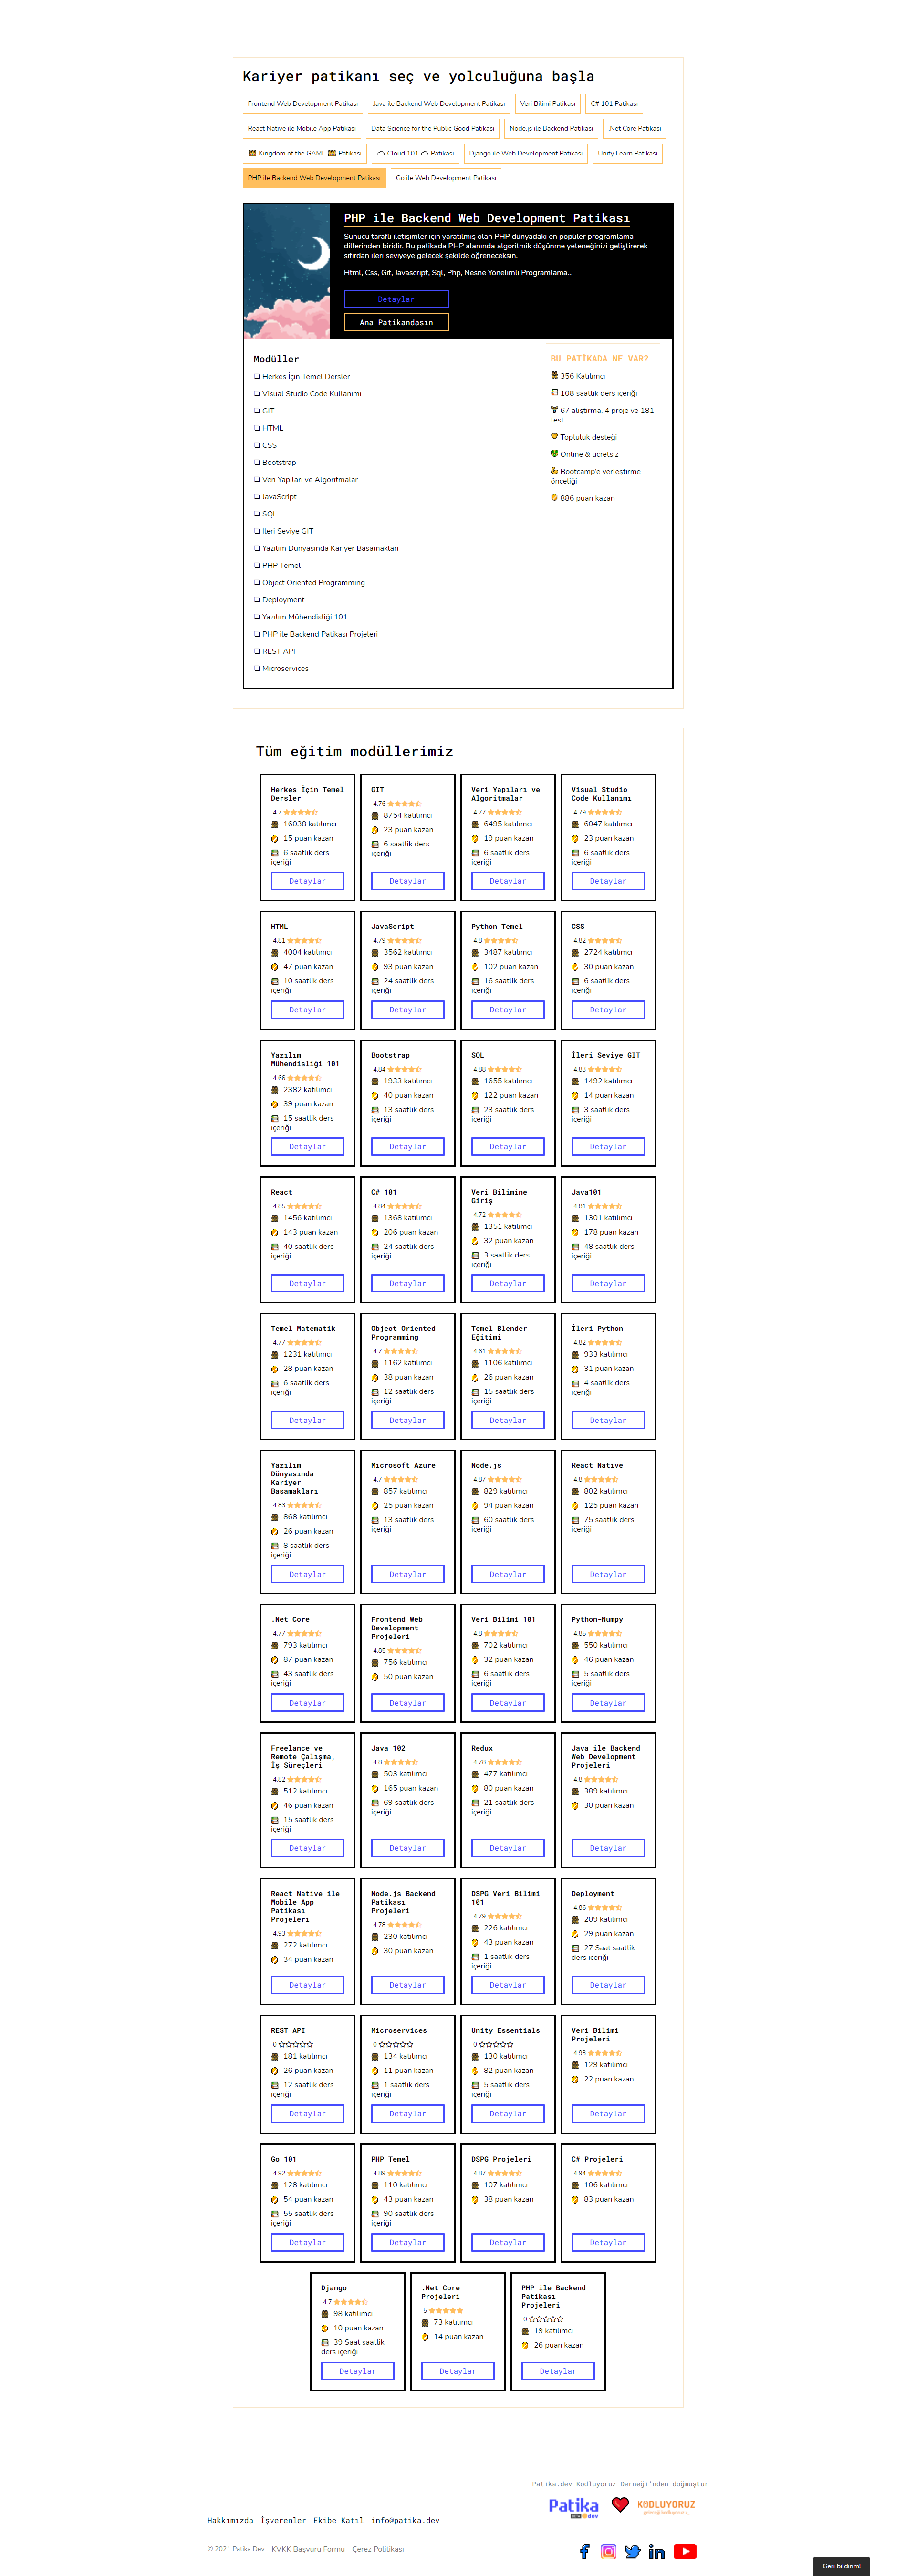 Kariyer patikanı seç ve yolculuğuna başla
Frontend Web Development Patikası
Java ile Backend Web Development Patikası
Veri Bilimi Patikası
C# 101 Patikası
React Native ile Mobile App Patikası
Data Science for the Public Good Patikası
Node.js ile Backend Patikası
.Net Core Patikası
Kingdom of the GAME Patikası
Cloud 101 Patikası
Django ile Web Development Patikası
Unity Learn Patikası
PHP ile Backend Web Development Patikası
Go ile Web Development Patikası
PHP ile Backend Web Development Patikası
Sunucu taraflı iletişimler için yaratılmış olan PHP dünyadaki en popüler programlama
dillerinden biridir. Bu patikada PHP alanında algoritmik düşünme yeteneğinizi geliştirerek
sıfırdan ileri seviyeye gelecek şekilde öğreneceksin.
Html, Css, Git, Javascript, Sql, Php, Nesne Yönelimli Programlama...
Detaylar
Ana Patikandasın
Modüller
Herkes İçin Temel Dersler
Visual Studio Code Kullanımı
GIT
HTML
CSS
Bootstrap
Veri Yapıları ve Algoritmalar
JavaScript
SQL
İleri Seviye GIT
Yazılım Dünyasında Kariyer Basamakları
PHP Temel
Object Oriented Programming
Deployment
Yazılım Mühendisliği 101
PHP ile Backend Patikası Projeleri
REST API
Microservices
BU PATİKADA NE VAR?
356 Katılımcı
108 saatlik ders içeriği
67 alıştırma, 4 proje ve 181
test
Topluluk desteği
Online & ücretsiz
Bootcamp'e yerleştirme
önceliği
886 puan kazan
Tüm eğitim modüllerimiz
Herkes İçin Temel
Dersler
4.7
16038 katılımcı
15 puan kazan
6 saatlik ders
içeriği
Detaylar
GIT
4.76
8754 katılımcı
23 puan kazan
6 saatlik ders
içeriği
Detaylar
Veri Yapıları ve
Algoritmalar
4.77
6495 katılımcı
19 puan kazan
6 saatlik ders
içeriği
Detaylar
Visual Studio
Code Kullanımı
4.79
6047 katılımcı
23 puan kazan
6 saatlik ders
içeriği
Detaylar
HTML
4.81
4004 katılımcı
47 puan kazan
10 saatlik ders
içeriği
Detaylar
JavaScript
4.79
3562 katılımcı
93 puan kazan
24 saatlik ders
içeriği
Detaylar
Python Temel
4.8
3487 katılımcı
102 puan kazan
16 saatlik ders
içeriği
Detaylar
CSS
4.82
2724 katılımcı
30 puan kazan
6 saatlik ders
içeriği
Detaylar
Yazılım
Mühendisliği 101
4.66
2382 katılımcı
39 puan kazan
15 saatlik ders
içeriği
Detaylar
Bootstrap
4.84
1933 katılımcı
40 puan kazan
13 saatlik ders
içeriği
Detaylar
SQL
4.88
1655 katılımcı
122 puan kazan
23 saatlik ders
içeriği
Detaylar
İleri Seviye GIT
4.83
1492 katılımcı
14 puan kazan
3 saatlik ders
içeriği
Detaylar
React
4.85
1456 katılımcı
143 puan kazan
40 saatlik ders
içeriği
Detaylar
C# 101
4.84
1368 katılımcı
206 puan kazan
24 saatlik ders
içeriği
Detaylar
Veri Bilimine
Giriş
4.72
1351 katılımcı
32 puan kazan
3 saatlik ders
içeriği
Detaylar
Java101
4.81
1301 katılımcı
178 puan kazan
48 saatlik ders
içeriği
Detaylar
Temel Matematik
4.77
1231 katılımcı
28 puan kazan
6 saatlik ders
içeriği
Detaylar
Object Oriented
Programming
4.7
1162 katılımcı
38 puan kazan
12 saatlik ders
içeriği
Detaylar
Temel Blender
Eğitimi
4.61
1106 katılımcı
26 puan kazan
15 saatlik ders
içeriği
Detaylar
İleri Python
4.82
933 katılımcı
31 puan kazan
4 saatlik ders
içeriği
Detaylar
Yazılım
Dünyasında
Kariyer
Basamakları
4.83
868 katılımcı
26 puan kazan
8 saatlik ders
içeriği
Detaylar
Microsoft Azure
4.7
857 katılımcı
25 puan kazan
13 saatlik ders
içeriği
Detaylar
Node.js
4.87
829 katılımcı
94 puan kazan
60 saatlik ders
içeriği
Detaylar
React Native
4.8
802 katılımcı
125 puan kazan
75 saatlik ders
içeriği
Detaylar
.Net Core
4.77
793 katılımcı
87 puan kazan
43 saatlik ders
içeriği
Detaylar
Frontend Web
Development
Projeleri
4.85
756 katılımcı
50 puan kazan
Detaylar
Veri Bilimi 101
4.8
702 katılımcı
32 puan kazan
6 saatlik ders
içeriği
Detaylar
Python-Numpy
4.85
550 katılımcı
46 puan kazan
5 saatlik ders
içeriği
Detaylar
Freelance ve
Remote Çalışma,
İş Süreçleri
4.82
512 katılımcı
46 puan kazan
15 saatlik ders
içeriği
Detaylar
Java 102
4.8
503 katılımcı
165 puan kazan
69 saatlik ders
içeriği
Detaylar
Redux
4.78
477 katılımcı
80 puan kazan
21 saatlik ders
içeriği
Detaylar
Java ile Backend
Web Development
Projeleri
4.8
389 katılımcı
30 puan kazan
Detaylar
React Native ile
Mobile App
Patikası
Projeleri
4.93
272 katılımcı
34 puan kazan
Detaylar
Node.js Backend
Patikası
Projeleri
4.78
230 katılımcı
30 puan kazan
Detaylar
DSPG Veri Bilimi
101
4.79
226 katılımcı
43 puan kazan
1 saatlik ders
içeriği
Detaylar
Deployment
4.86
209 katılımcı
29 puan kazan
27 Saat saatlik
ders içeriği
Detaylar
REST API
0
181 katılımcı
26 puan kazan
12 saatlik ders
içeriği
Detaylar
Microservices
0
134 katılımcı
11 puan kazan
1 saatlik ders
içeriği
Detaylar
Unity Essentials
0
130 katılımcı
82 puan kazan
5 saatlik ders
içeriği
Detaylar
Veri Bilimi
Projeleri
4.93
129 katılımcı
22 puan kazan
Detaylar
Go 101
4.92
128 katılımcı
54 puan kazan
55 saatlik ders
içeriği
Detaylar
PHP Temel
4.89
110 katılımcı
43 puan kazan
90 saatlik ders
içeriği
Detaylar
DSPG Projeleri
4.87
107 katılımcı
38 puan kazan
Detaylar
C# Projeleri
4.94
106 katılımcı
83 puan kazan
Detaylar
Django
4.7
98 katılımcı
10 puan kazan
39 Saat saatlik
ders içeriği
Detaylar
.Net Core
Projeleri
5
73 katılımcı
14 puan kazan
Detaylar
PHP ile Backend
Patikası
Projeleri
0
19 katılımcı
26 puan kazan
Detaylar
Patika.dev Kodluyoruz Derneği'nden doğmuştur
Patika
BETA dev
KODLUYORUZ
Hakkımızda İşverenler Ekibe Katıl info@patika.dev
© 2021 Patika Dev KVKK Başvuru Formu Çerez Politikası
Geri bildirim!